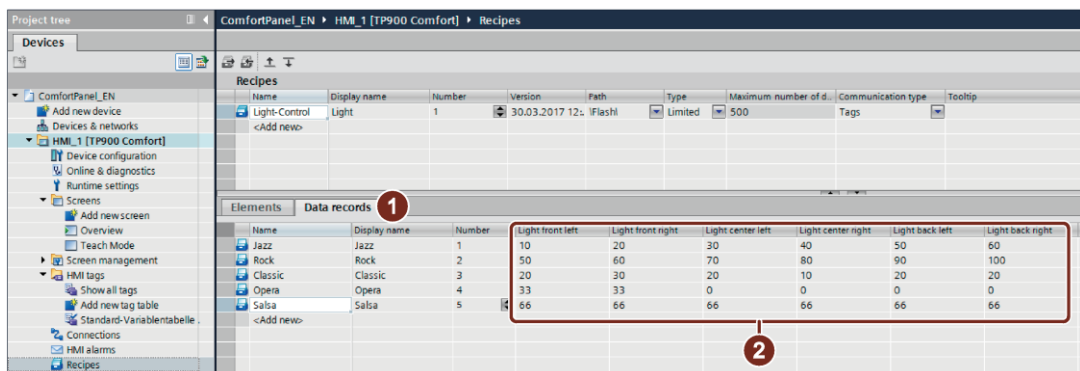 Project tree
ComfortPanel_EN ▸ HMI_1 [TP900 Comfort] ▸ Recipes
Devices
ComfortPanel_EN
Add new device
Devices & networks
HMI_1 [TP900 Comfort]
Device configuration
Online & diagnostics
Runtime settings
Screens
Add new screen
Overview
Teach Mode
Screen management
HMI tags
Show all tags
Add new tag table
Standard-Variablentabelle .
Connections
HMI alarms
Recipes
Recipes
Name Display name Number Version Path Type Maximum number of d.. Communication type Tooltip
Light-Control Light 1 30.03.2017 12:. \Flash\ Limited 500 Tags
<Add new>
Elements Data records 1
Name Display name Number Light front left Light front right Light center left Light center right Light back left Light back right
Jazz Jazz 1 10 20 30 40 50 60
Rock Rock 2 50 60 70 80 90 100
Classic Classic 3 20 30 20 10 20 20
Opera Opera 4 33 33 0 0 0 0
Salsa Salsa 5 66 66 66 66 66 66
<Add new>
2